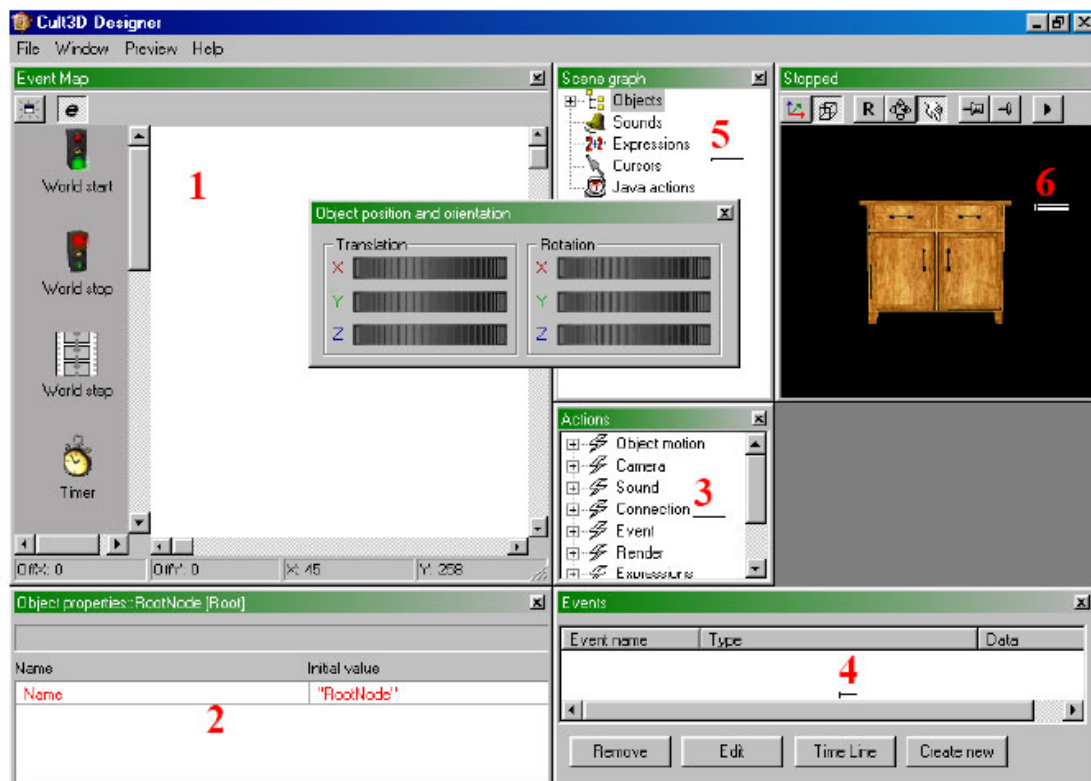 Cult3D Designer
File Window Preview Help
Event Map
e
World start
World stop
World step
Timer
OffX: 0 OffY: 0 X: 45 Y: 258
1
Scene graph
Objects
Sounds
Expressions
Cursors
Java actions
5
Stopped
R
6
Object position and orientation
Translation
X
Y
Z
Rotation
X
Y
Z
Actions
Object motion
Camera
Sound
Connection
Event
Render
Expressions
3
Object properties::RootNode [Root]
Name Initial value
Name "RootNode"
2
Events
Event name Type Data
4
Remove Edit Time Line Create new